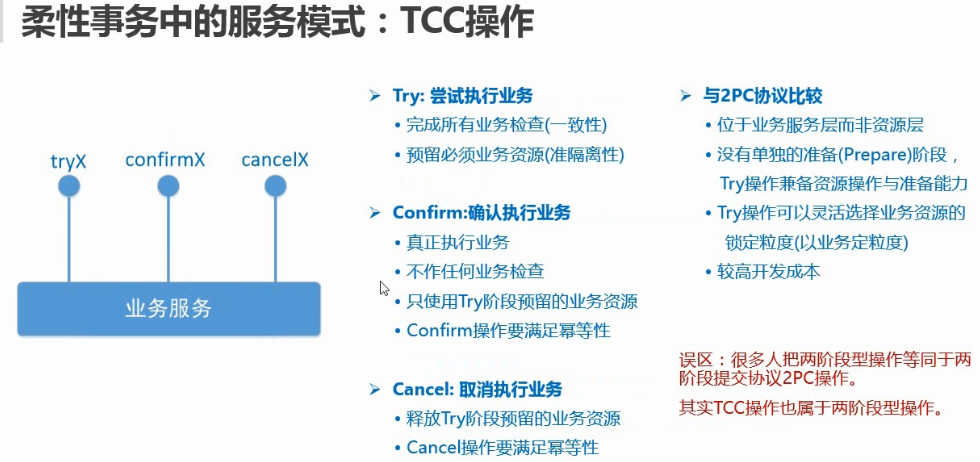 柔性事务中的服务模式：TCC操作
tryX
confirmX
cancelX
业务服务
➢ Try: 尝试执行业务
• 完成所有业务检查(一致性)
• 预留必须业务资源(准隔离性)
➢ Confirm:确认执行业务
• 真正执行业务
• 不作任何业务检查
• 只使用Try阶段预留的业务资源
• Confirm操作要满足幂等性
➢ Cancel: 取消执行业务
• 释放Try阶段预留的业务资源
• Cancel操作要满足幂等性
➢ 与2PC协议比较
• 位于业务服务层而非资源层
• 没有单独的准备(Prepare)阶段，
Try操作兼备资源操作与准备能力
• Try操作可以灵活选择业务资源的
锁定粒度(以业务定粒度)
• 较高开发成本
误区：很多人把两阶段型操作等同于两
阶段提交协议2PC操作。
其实TCC操作也属于两阶段型操作。